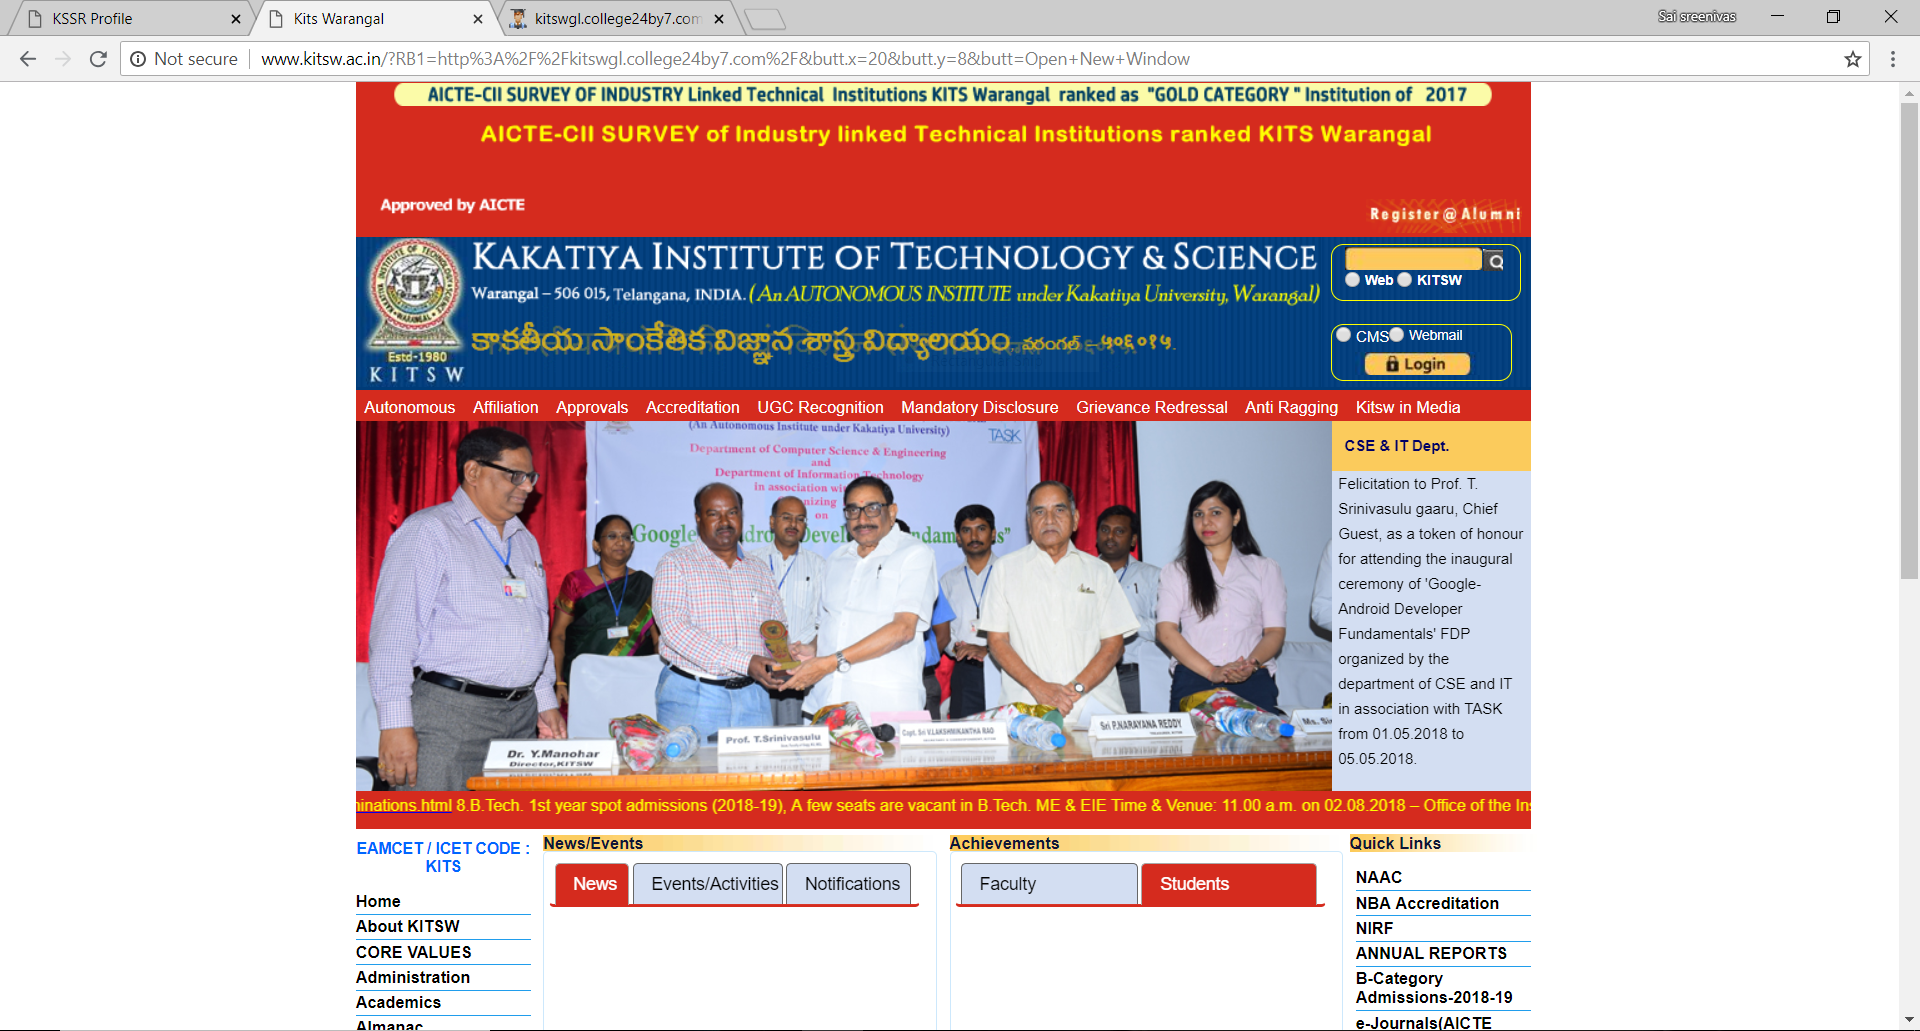 KSSR Profile
Kits Warangal
kitswgl.college24by7.com
Sai sreenivas
Not secure
www.kitsw.ac.in/?RB1=http%3A%2F%2Fkitswgl.college24by7.com%2F&butt.x=20&butt.y=8&butt=Open+New+Window
AICTE-CII SURVEY OF INDUSTRY Linked Technical Institutions KITS Warangal ranked as "GOLD CATEGORY " Institution of 2017
AICTE-CII SURVEY of Industry linked Technical Institutions ranked KITS Warangal
Approved by AICTE
Register@Alumni
KAKATIYA INSTITUTE OF TECHNOLOGY & SCIENCE
Warangal – 506 015, Telangana, INDIA. (An AUTONOMOUS INSTITUTE under Kakatiya University, Warangal)
కాకతీయ సాంకేతిక విజ్ఞాన శాస్త్ర విద్యాలయం, వరంగల్ – ౫౦౬౦౧౫.
Estd-1980
KITSW
Web KITSW
CMS Webmail
Login
Autonomous Affiliation Approvals Accreditation UGC Recognition Mandatory Disclosure Grievance Redressal Anti Ragging Kitsw in Media
(An Autonomous Institute under Kakatiya University)
TASK
Department of Computer Science & Engineering
and
Department of Information Technology
in association
on
Google
Dr. Y.Manohar
Director,KITSW
Prof. T.Srinivasulu
Capt. Sri V.LAKSHMIKANTHA RAO
Sri P.NARAYANA REDDY
CSE & IT Dept.
Felicitation to Prof. T.
Srinivasulu gaaru, Chief
Guest, as a token of honour
for attending the inaugural
ceremony of 'Google-
Android Developer
Fundamentals' FDP
organized by the
department of CSE and IT
in association with TASK
from 01.05.2018 to
05.05.2018.
minations.html 8.B.Tech. 1st year spot admissions (2018-19), A few seats are vacant in B.Tech. ME & EIE Time & Venue: 11.00 a.m. on 02.08.2018 – Office of the Ins
EAMCET / ICET CODE :
KITS
Home
About KITSW
CORE VALUES
Administration
Academics
Almanac
News/Events
News
Events/Activities
Notifications
Achievements
Faculty
Students
Quick Links
NAAC
NBA Accreditation
NIRF
ANNUAL REPORTS
B-Category
Admissions-2018-19
e-Journals(AICTE